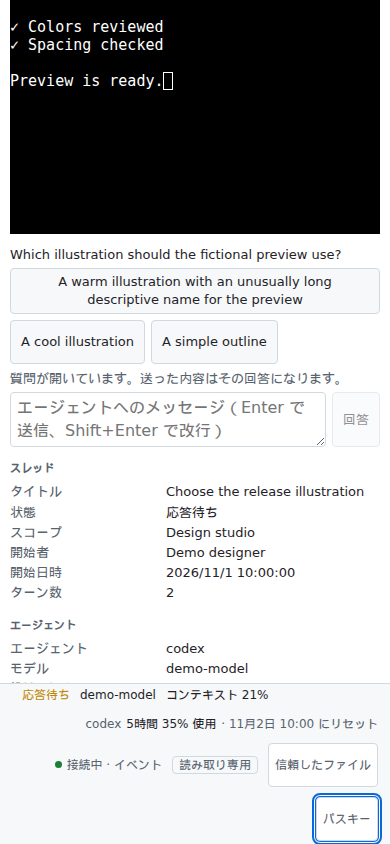 ✓ Colors reviewed
✓ Spacing checked
Preview is ready.
Which illustration should the fictional preview use?
A warm illustration with an unusually long
descriptive name for the preview
A cool illustration
A simple outline
質問が開いています。送った内容はその回答になります。
エージェントへのメッセージ（Enter で
送信、Shift+Enter で改行）
回答
スレッド
タイトル Choose the release illustration
状態 応答待ち
スコープ Design studio
開始者 Demo designer
開始日時 2026/11/1 10:00:00
ターン数 2
エージェント
エージェント codex
モデル demo-model
応答待ち demo-model コンテキスト 21%
codex 5時間 35% 使用 · 11月2日 10:00 にリセット
接続中 · イベント 読み取り専用 信頼したファイル
パスキー